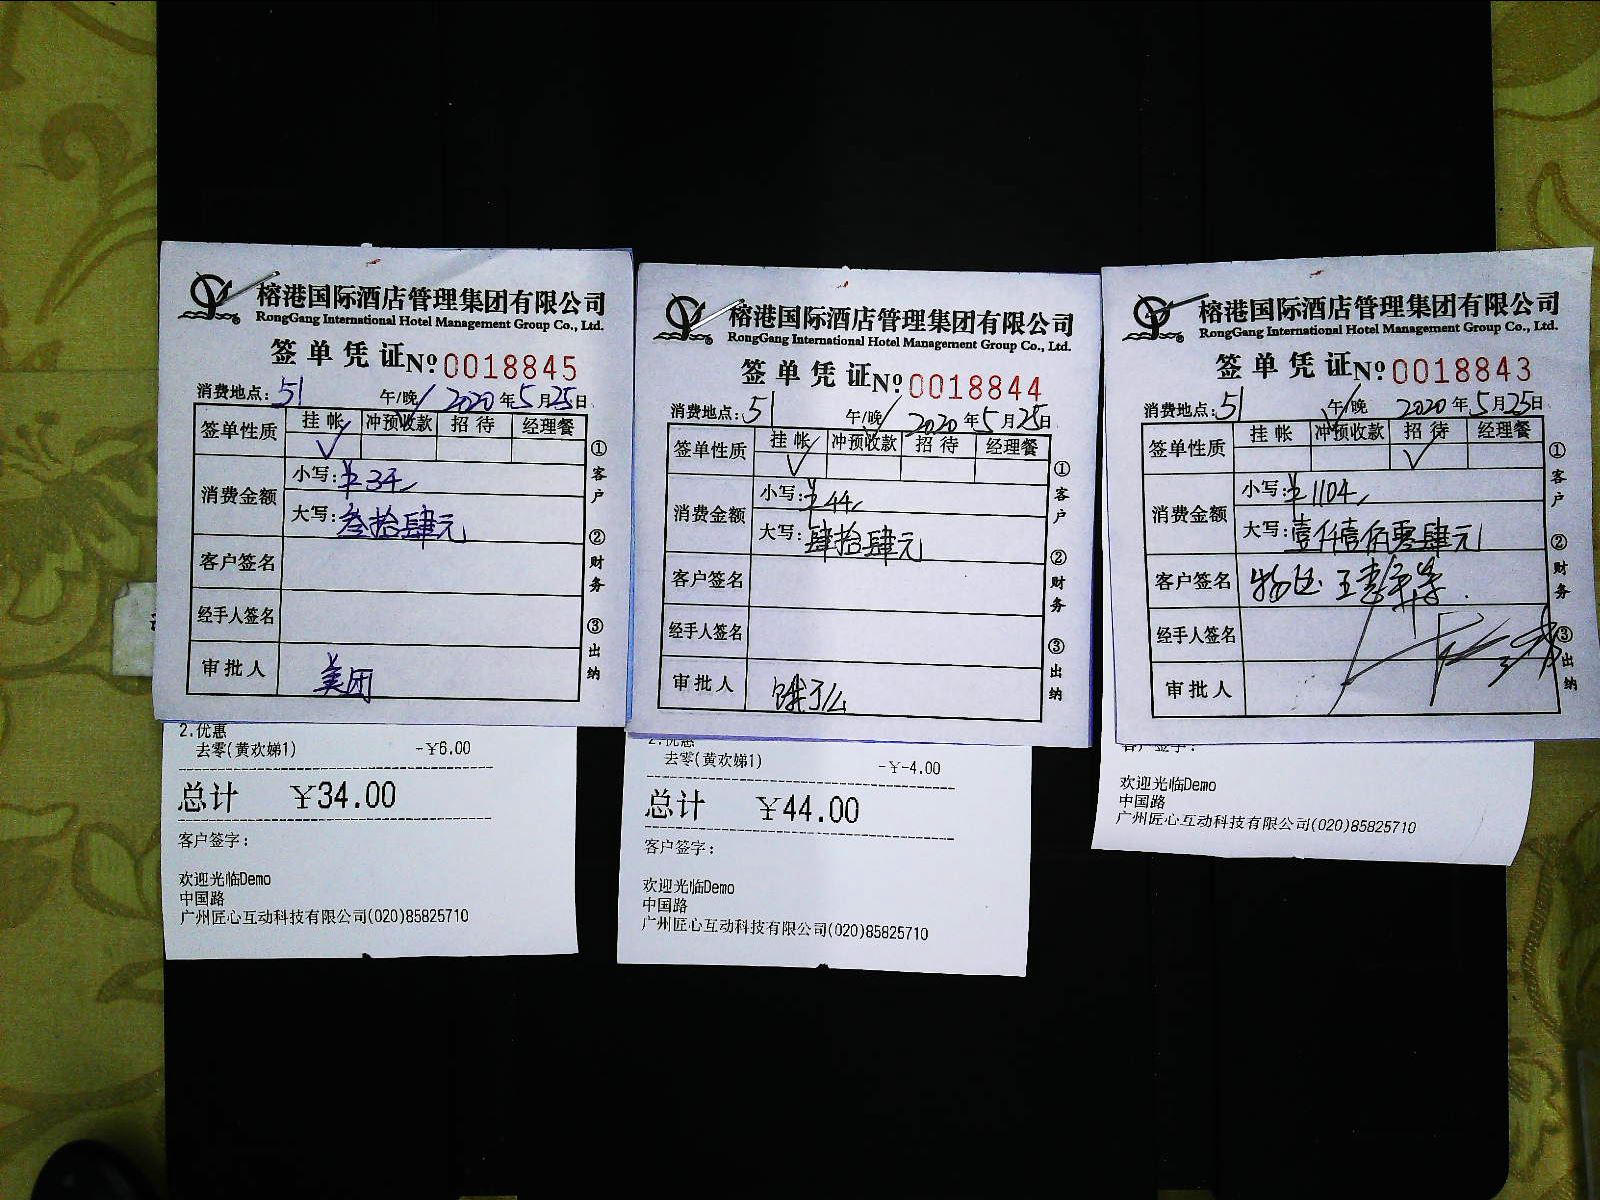 榕港国际酒店管理集团有限公司
RongGang International Hotel Management Group Co., Ltd.
签单凭证 No 0018845
消费地点: 51 午/晚 2020年5月25日
签单性质 挂帐 冲预收款 招待 经理餐
消费金额
小写: ¥34
大写: 叁拾肆元
客户签名
经手人签名
审批人 美团
①客户 ②财务 ③出纳
2.优惠
去零(黄欢娣1) -¥6.00
总计 ¥34.00
客户签字:
欢迎光临Demo
中国路
广州匠心互动科技有限公司(020)85825710
榕港国际酒店管理集团有限公司
RongGang International Hotel Management Group Co., Ltd.
签单凭证 No 0018844
消费地点: 51 午/晚 2020年5月25日
签单性质 挂帐 冲预收款 招待 经理餐
消费金额
小写: ¥44
大写: 肆拾肆元
客户签名
经手人签名
审批人 饿了么
①客户 ②财务 ③出纳
2.优惠
去零(黄欢娣1) -¥-4.00
总计 ¥44.00
客户签字:
欢迎光临Demo
中国路
广州匠心互动科技有限公司(020)85825710
榕港国际酒店管理集团有限公司
RongGang International Hotel Management Group Co., Ltd.
签单凭证 No 0018843
消费地点: 51 午/晚 2020年5月25日
签单性质 挂帐 冲预收款 招待 经理餐
消费金额
小写: ¥1104
大写: 壹仟壹佰零肆元
客户签名
经手人签名
审批人
①客户 ②财务 ③出纳
客户签字:
欢迎光临Demo
中国路
广州匠心互动科技有限公司(020)85825710